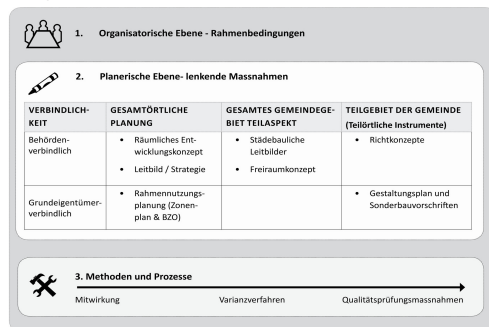 1. Organisatorische Ebene - Rahmenbedingungen
2. Planerische Ebene- lenkende Massnahmen
VERBINDLICH-
KEIT
GESAMTÖRTLICHE
PLANUNG
GESAMTES GEMEINDEGE-
BIET TEILASPEKT
TEILGEBIET DER GEMEINDE
(Teilörtliche Instrumente)
Behörden-
verbindlich
• Räumliches Ent-
wicklungskonzept
• Leitbild / Strategie
• Städebauliche
Leitbilder
• Freiraumkonzept
• Richtkonzepte
Grundeigentümer-
verbindlich
• Rahmennutzungs-
planung (Zonen-
plan & BZO)
• Gestaltungsplan und
Sonderbauvorschriften
3. Methoden und Prozesse
Mitwirkung Varianzverfahren Qualitätsprüfungsmassnahmen